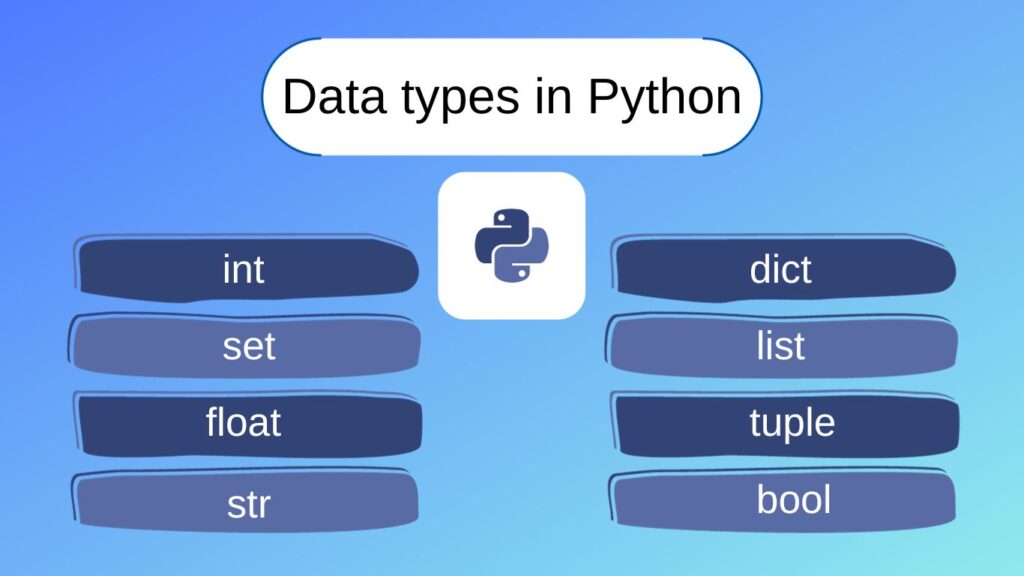 Data types in Python
int
set
float
str
dict
list
tuple
bool